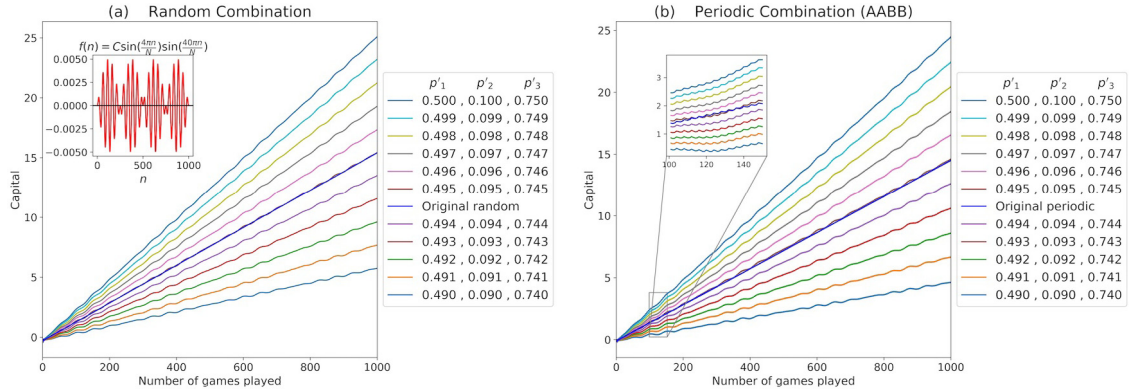 (a) Random Combination
25
20
15
10
5
0
Capital
0 200 400 600 800 1000
Number of games played
f(n) = Csin(4πn/N)sin(40πn/N)
0.0050
0.0025
0.0000
−0.0025
−0.0050
0 500 1000
n
p'₁ p'₂ p'₃
0.500 , 0.100 , 0.750
0.499 , 0.099 , 0.749
0.498 , 0.098 , 0.748
0.497 , 0.097 , 0.747
0.496 , 0.096 , 0.746
0.495 , 0.095 , 0.745
Original random
0.494 , 0.094 , 0.744
0.493 , 0.093 , 0.743
0.492 , 0.092 , 0.742
0.491 , 0.091 , 0.741
0.490 , 0.090 , 0.740
(b) Periodic Combination (AABB)
25
20
15
10
5
0
Capital
0 200 400 600 800 1000
Number of games played
3
2
1
100 120 140
p'₁ p'₂ p'₃
0.500 , 0.100 , 0.750
0.499 , 0.099 , 0.749
0.498 , 0.098 , 0.748
0.497 , 0.097 , 0.747
0.496 , 0.096 , 0.746
0.495 , 0.095 , 0.745
Original periodic
0.494 , 0.094 , 0.744
0.493 , 0.093 , 0.743
0.492 , 0.092 , 0.742
0.491 , 0.091 , 0.741
0.490 , 0.090 , 0.740